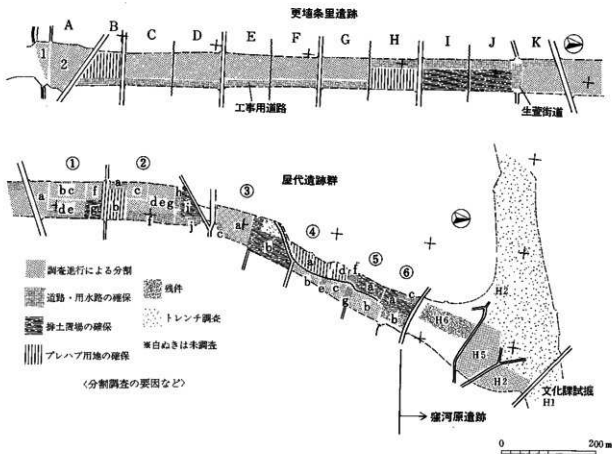 更埴条里遺跡
A B C D E F G H I J K
1 2
工事用道路
生萱街道
屋代遺跡群
① ② ③ ④ ⑤ ⑥
a b c f a c h a
d e b d e g i
f j c b
a d f a c
b e c b b
g
H2
H6
H5
H2
調査進行による分割
道路・用水路の確保
排土置場の確保
プレハブ用地の確保
残件
トレンチ調査
※白ぬきは未調査
〈分割調査の要因など〉
文化課試掘
H1
窪河原遺跡
0 200m